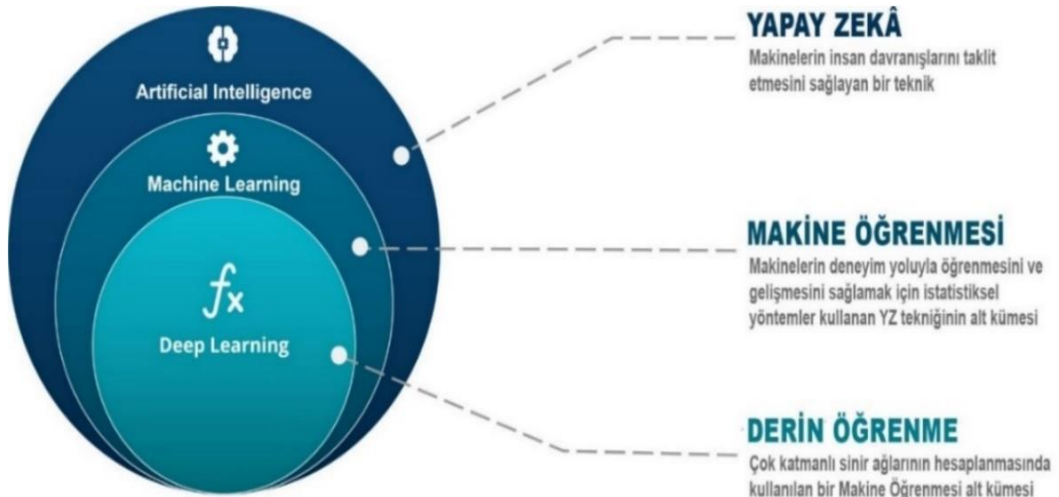 Artificial Intelligence
Machine Learning
fx
Deep Learning
YAPAY ZEKÂ
Makinelerin insan davranışlarını taklit
etmesini sağlayan bir teknik
MAKİNE ÖĞRENMESİ
Makinelerin deneyim yoluyla öğrenmesini ve
gelişmesini sağlamak için istatistiksel
yöntemler kullanan YZ tekniğinin alt kümesi
DERİN ÖĞRENME
Çok katmanlı sinir ağlarının hesaplanmasında
kullanılan bir Makine Öğrenmesi alt kümesi